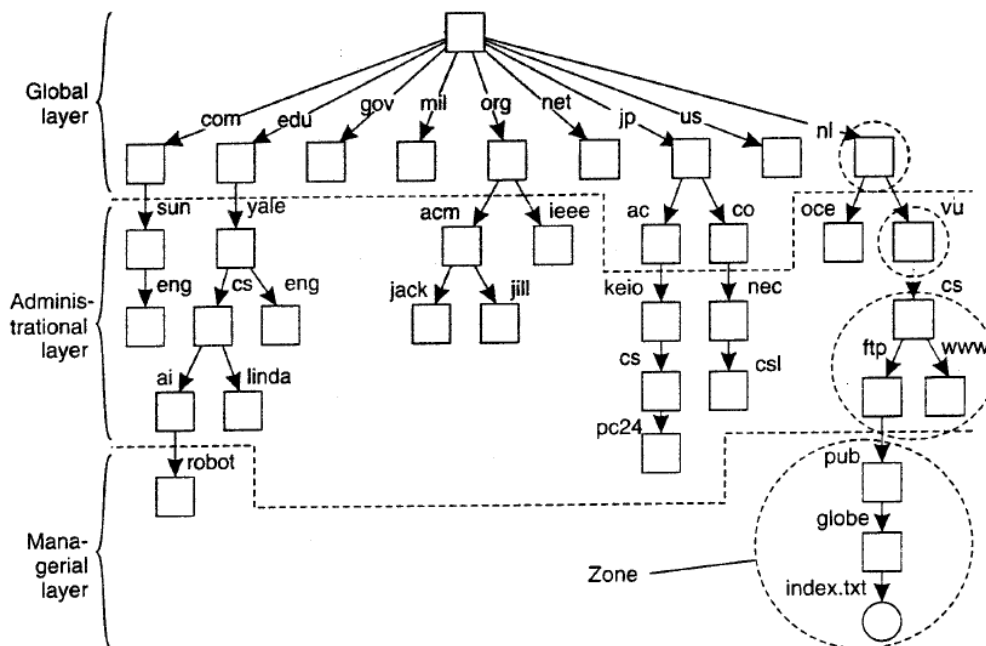 Global
layer
com
edu
gov
mil
org
net
jp
us
nl
sun
yale
acm
ieee
ac
co
oce
vu
Adminis-
trational
layer
eng
cs
eng
jack
jill
keio
nec
cs
ai
linda
cs
csl
ftp
www
pc24
robot
pub
Mana-
gerial
layer
globe
Zone
index.txt